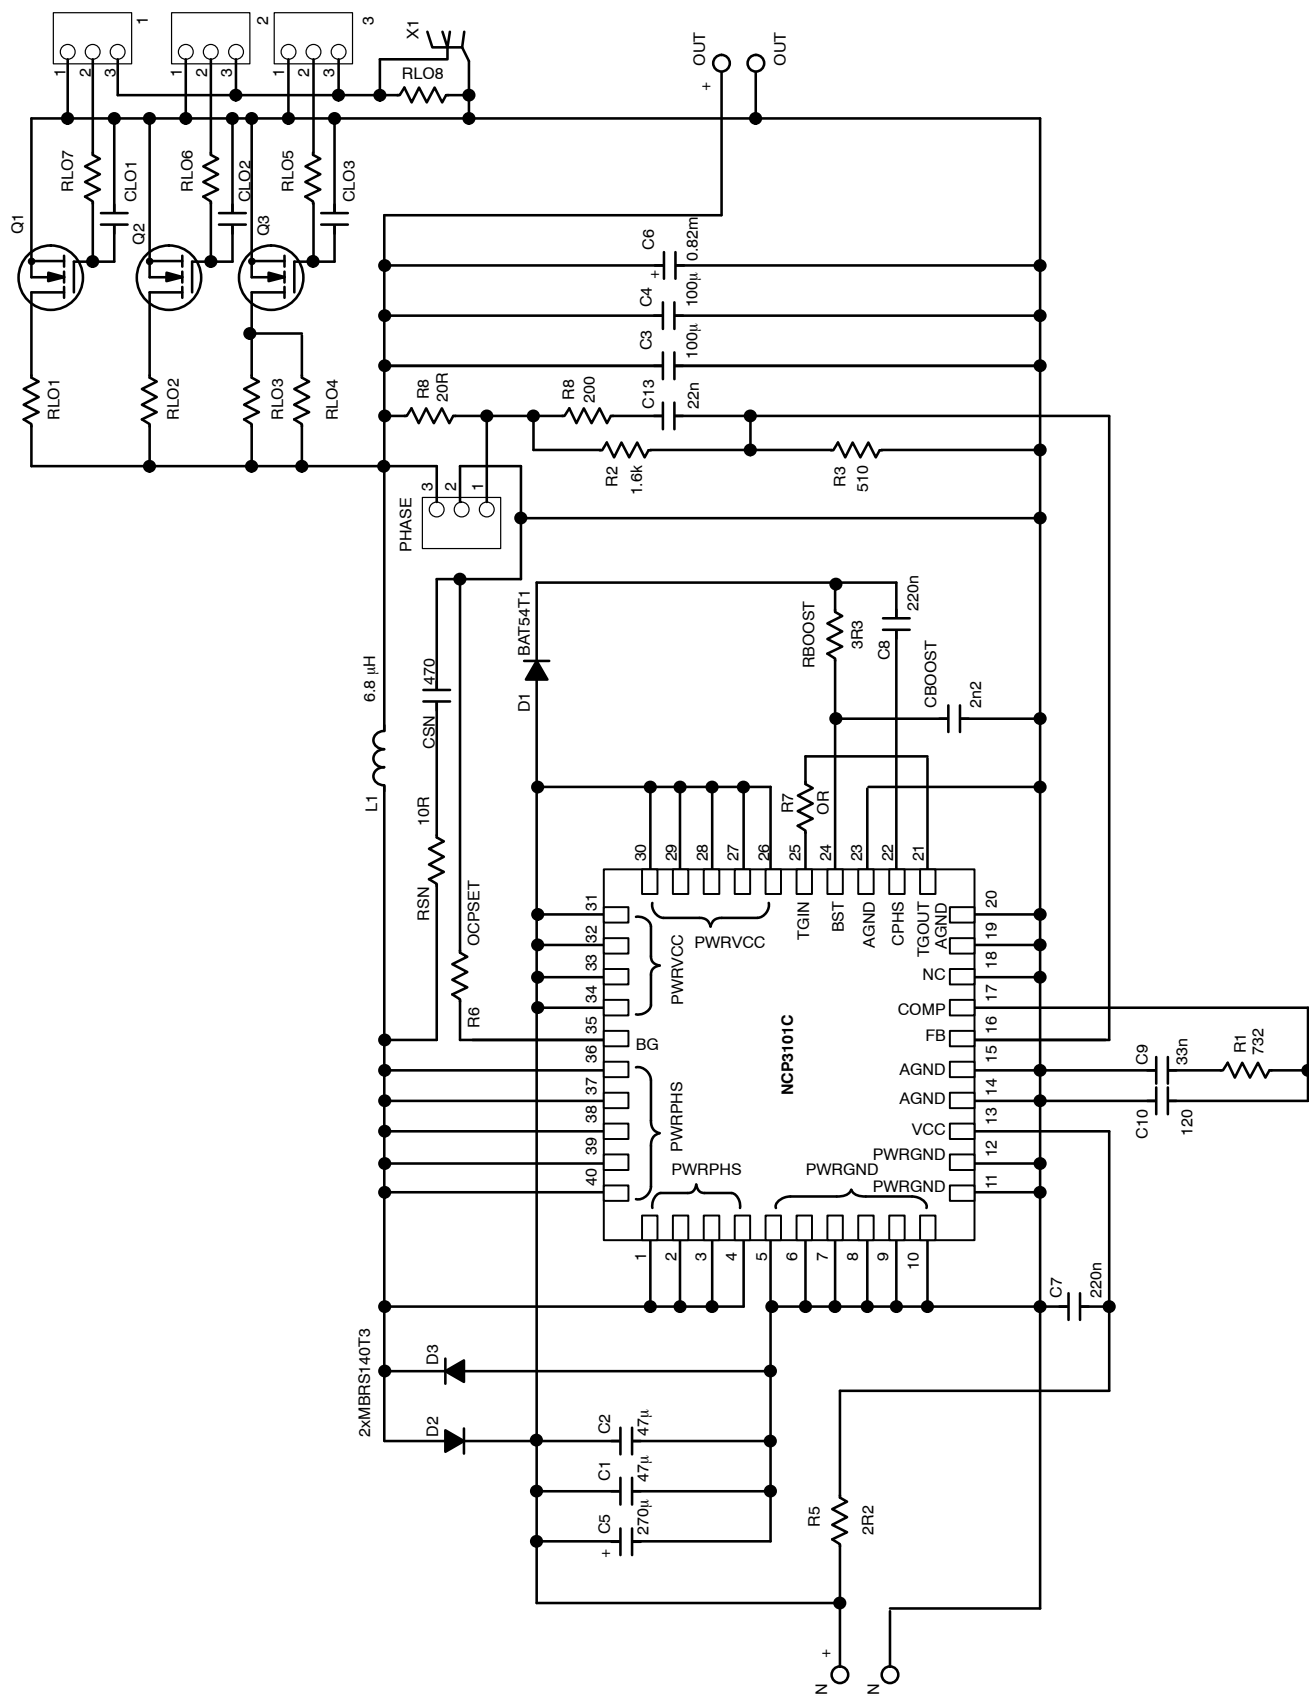 1
2
3
1
2
3
1
2
3
1
2
3
X1
RLO8
OUT
+
OUT
RLO7
CLO1
RLO6
CLO2
RLO5
CLO3
Q1
Q2
Q3
RLO1
RLO2
RLO3
RLO4
C6
+
0.82m
C4
100µ
C3
100µ
R8
20R
R8
200
C13
22n
R2
1.6k
R3
510
PHASE
3
2
1
6.8 µH
L1
470
CSN
10R
RSN
OCPSET
R6
BAT54T1
D1
RBOOST
3R3
C8
220n
CBOOST
2n2
R7
OR
30
29
28
27
26
25
24
23
22
21
PWRVCC
TGIN
BST
AGND
CPHS
TGOUT
31
32
33
34
35
36
37
38
39
40
PWRVCC
BG
PWRPHS
NCP3101C
AGND
NC
COMP
FB
AGND
AGND
VCC
PWRGND
PWRGND
20
19
18
17
16
15
14
13
12
11
PWRPHS
PWRGND
1
2
3
4
5
6
7
8
9
10
C9
33n
R1
732
C10
120
C7
220n
2xMBRS140T3
D3
D2
C2
47µ
C1
47µ
C5
+
270µ
R5
2R2
+
N
N